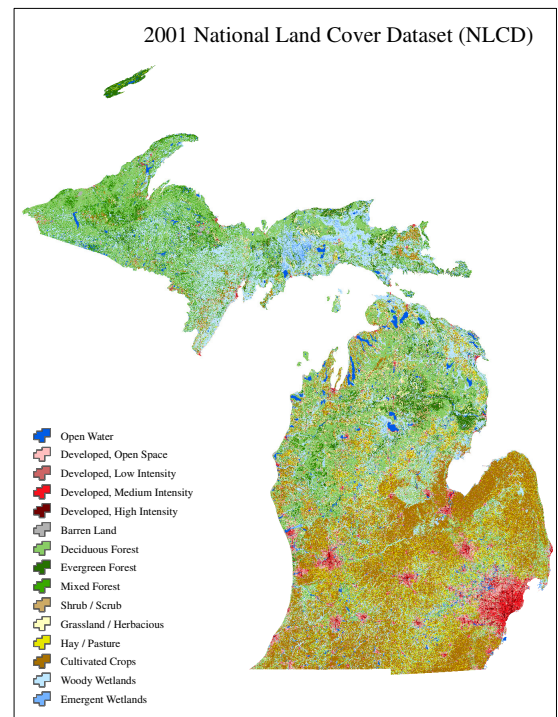 2001 National Land Cover Dataset (NLCD)
Open Water
Developed, Open Space
Developed, Low Intensity
Developed, Medium Intensity
Developed, High Intensity
Barren Land
Deciduous Forest
Evergreen Forest
Mixed Forest
Shrub / Scrub
Grassland / Herbacious
Hay / Pasture
Cultivated Crops
Woody Wetlands
Emergent Wetlands